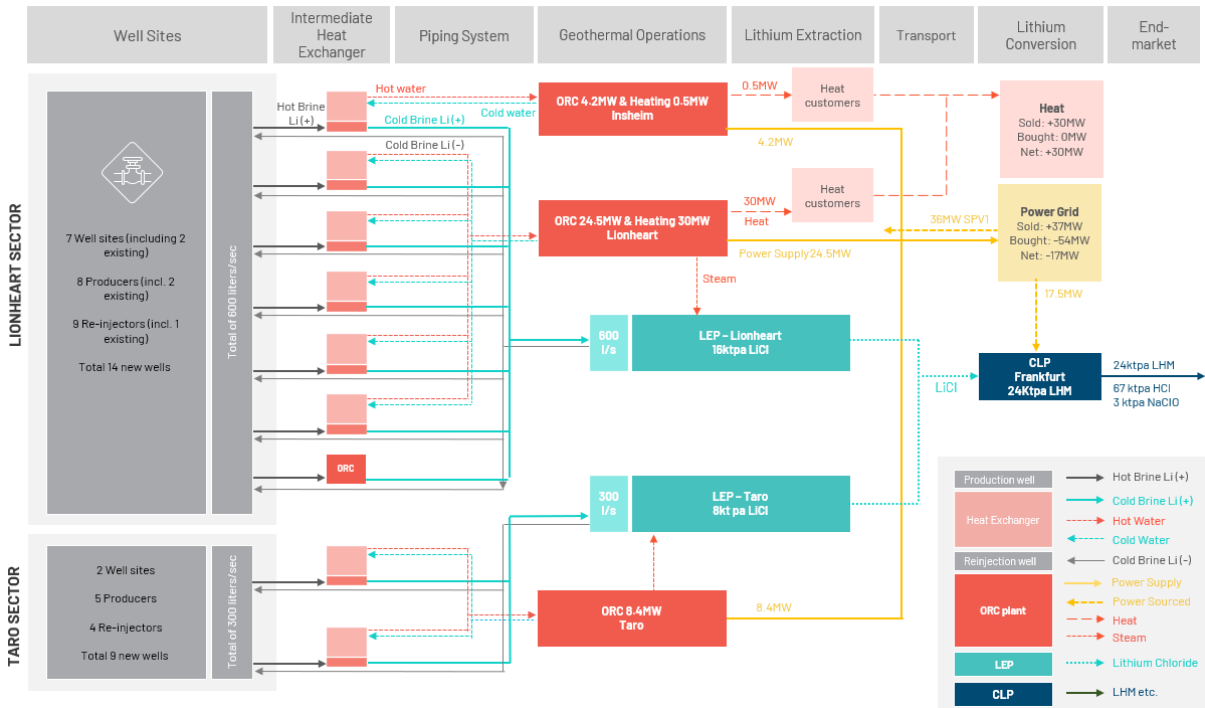 Well Sites
Intermediate
Heat
Exchanger
Piping System
Geothermal Operations
Lithium Extraction
Transport
Lithium
Conversion
End-
market
LIONHEART SECTOR
7 Well sites (including 2
existing)
8 Producers (incl. 2
existing)
9 Re-injectors (incl. 1
existing)
Total 14 new wells
Total of 600 liters/sec
Hot Brine
Li (+)
Hot water
Cold water
Cold Brine Li (+)
Cold Brine Li (-)
ORC
ORC 4.2MW & Heating 0.5MW
Insheim
0.5MW
4.2MW
Heat
customers
ORC 24.5MW & Heating 30MW
Lionheart
30MW
Heat
Heat
customers
Power Supply 24.5MW
36MW SPV1
Steam
Heat
Sold: +30MW
Bought: 0MW
Net: +30MW
Power Grid
Sold: +37MW
Bought: -54MW
Net: -17MW
17.5MW
600
l/s
LEP – Lionheart
16ktpa LiCl
LiCl
CLP
Frankfurt
24Ktpa LHM
24ktpa LHM
67 ktpa HCl
3 ktpa NaClO
300
l/s
LEP – Taro
8kt pa LiCl
TARO SECTOR
2 Well sites
5 Producers
4 Re-injectors
Total 9 new wells
Total of 300 liters/sec
ORC 8.4MW
Taro
8.4MW
Production well
Heat Exchanger
Reinjection well
ORC plant
LEP
CLP
Hot Brine Li (+)
Cold Brine Li (+)
Hot Water
Cold Water
Cold Brine Li (-)
Power Supply
Power Sourced
Heat
Steam
Lithium Chloride
LHM etc.